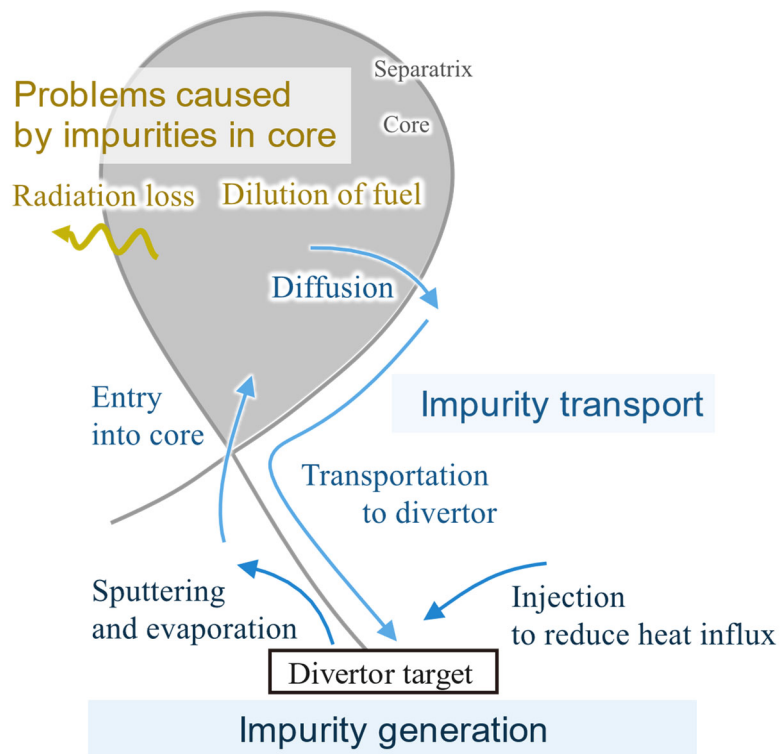 Separatrix
Problems caused
by impurities in core
Core
Radiation loss
Dilution of fuel
Diffusion
Entry
into core
Impurity transport
Transportation
to divertor
Sputtering
and evaporation
Injection
to reduce heat influx
Divertor target
Impurity generation